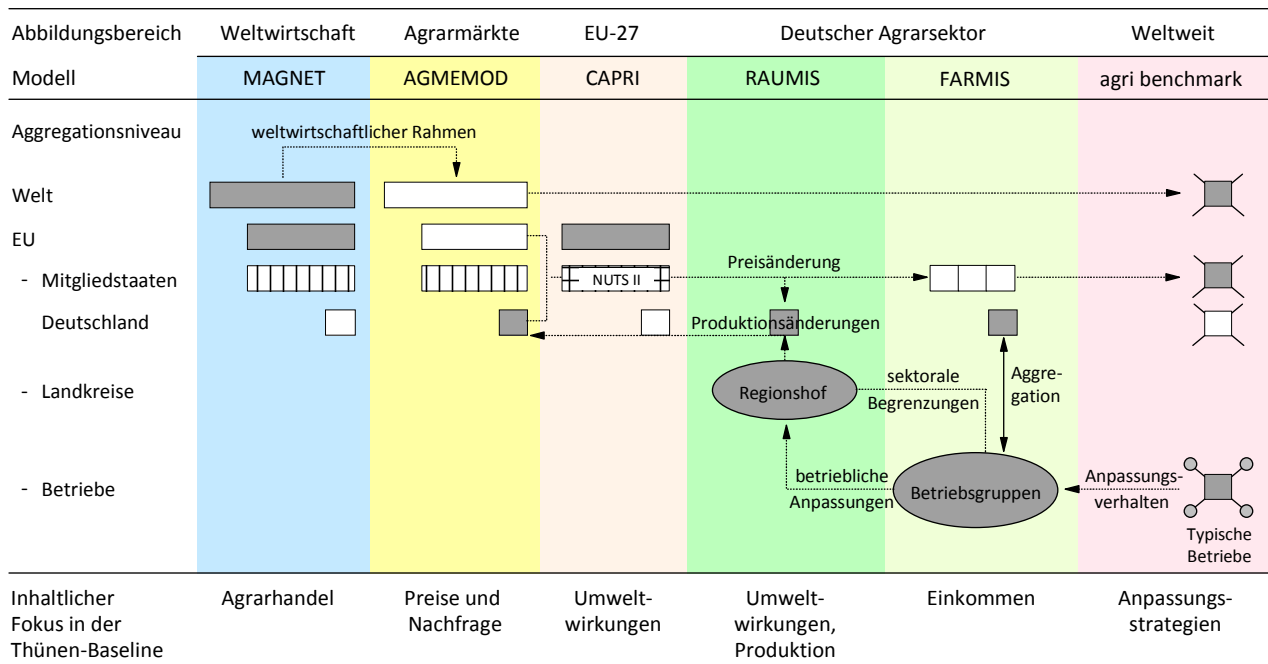 Abbildungsbereich Weltwirtschaft Agrarmärkte EU-27 Deutscher Agrarsektor Weltweit
Modell MAGNET AGMEMOD CAPRI RAUMIS FARMIS agri benchmark
Aggregationsniveau weltwirtschaftlicher Rahmen
Welt
EU
- Mitgliedstaaten NUTS II Preisänderung
Deutschland Produktionsänderungen
- Landkreise Regionshof sektorale Begrenzungen Aggre-
gation
- Betriebe betriebliche Anpassungen Betriebsgruppen Anpassungs-
verhalten
Typische
Betriebe
Inhaltlicher Agrarhandel Preise und Umwelt- Umwelt- Einkommen Anpassungs-
Fokus in der Nachfrage wirkungen wirkungen, strategien
Thünen-Baseline Produktion